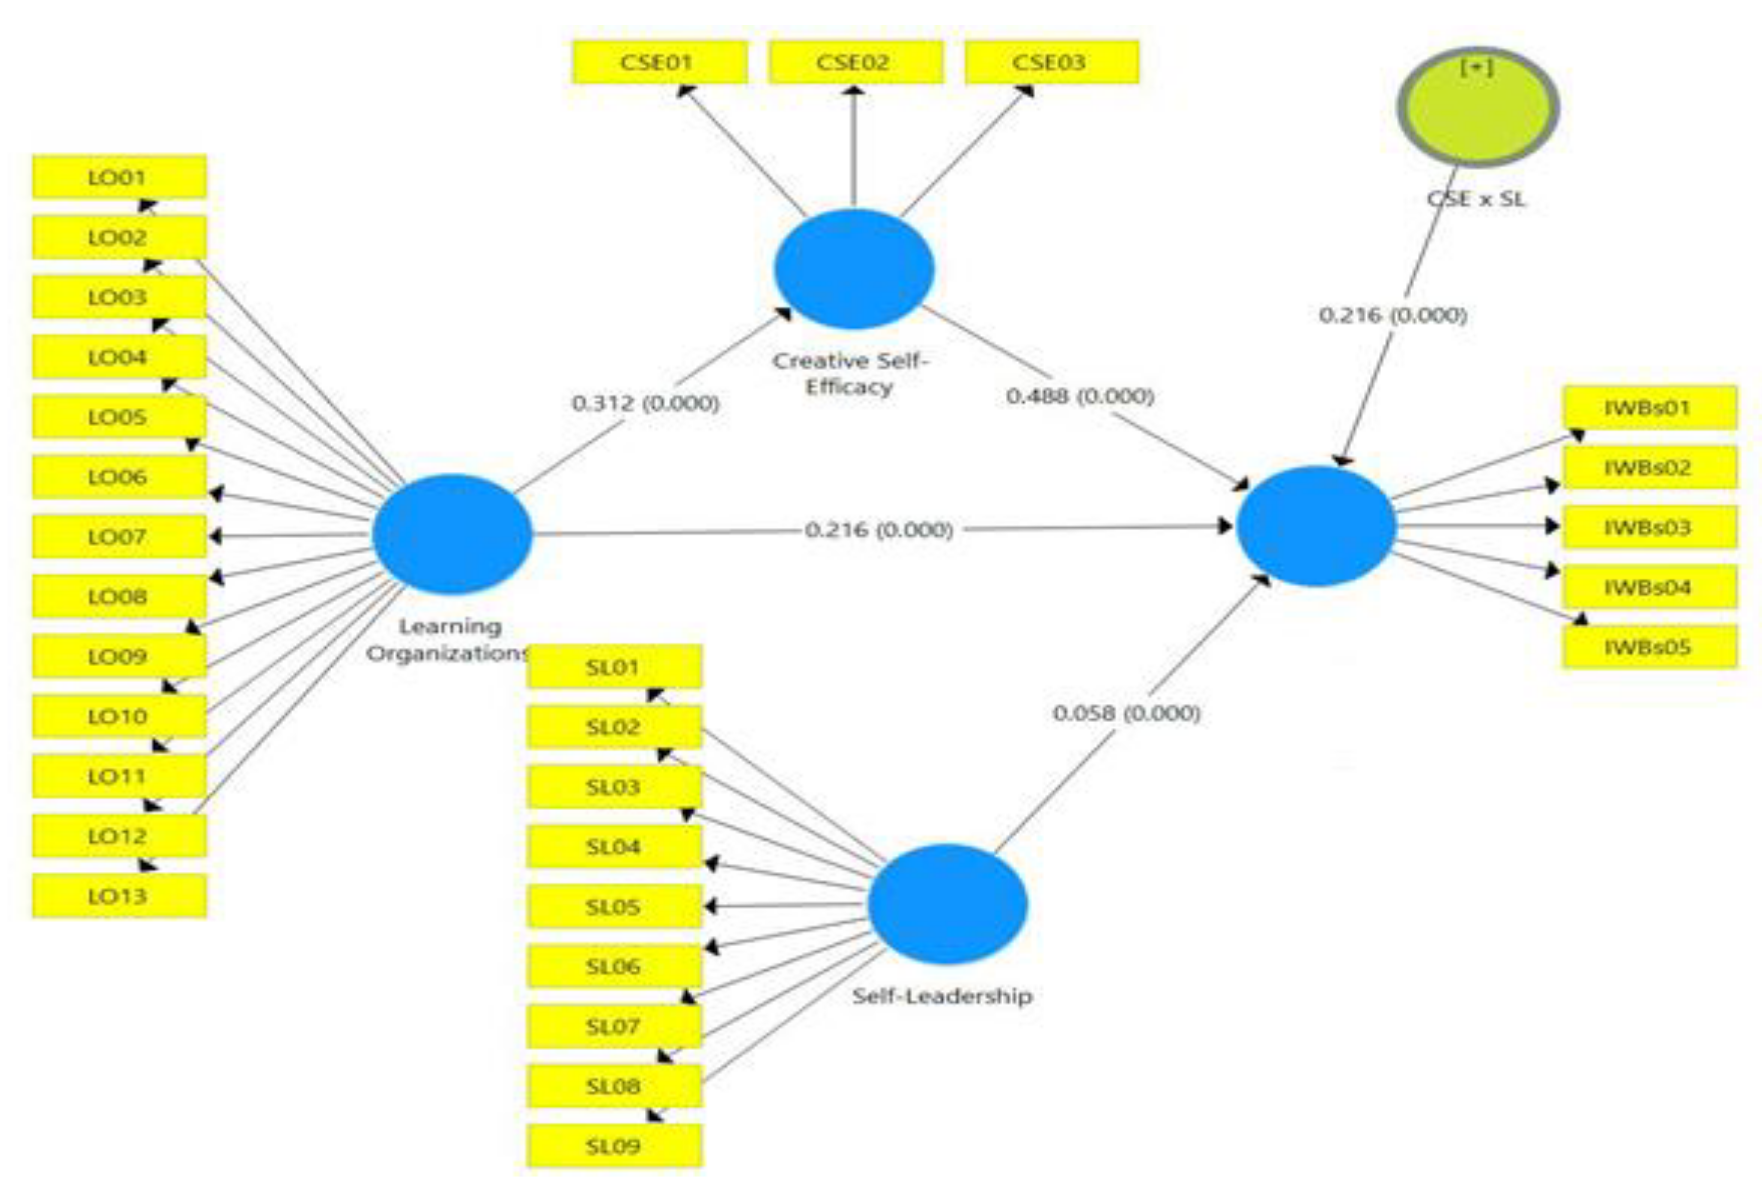 CSE01
CSE02
CSE03
[+]
CSE x SL
LO01
LO02
LO03
LO04
LO05
LO06
LO07
LO08
LO09
LO10
LO11
LO12
LO13
Creative Self-
Efficacy
0.312 (0.000)
0.488 (0.000)
0.216 (0.000)
0.216 (0.000)
Learning
Organizations
IWBs01
IWBs02
IWBs03
IWBs04
IWBs05
SL01
SL02
SL03
SL04
SL05
SL06
SL07
SL08
SL09
0.058 (0.000)
Self-Leadership